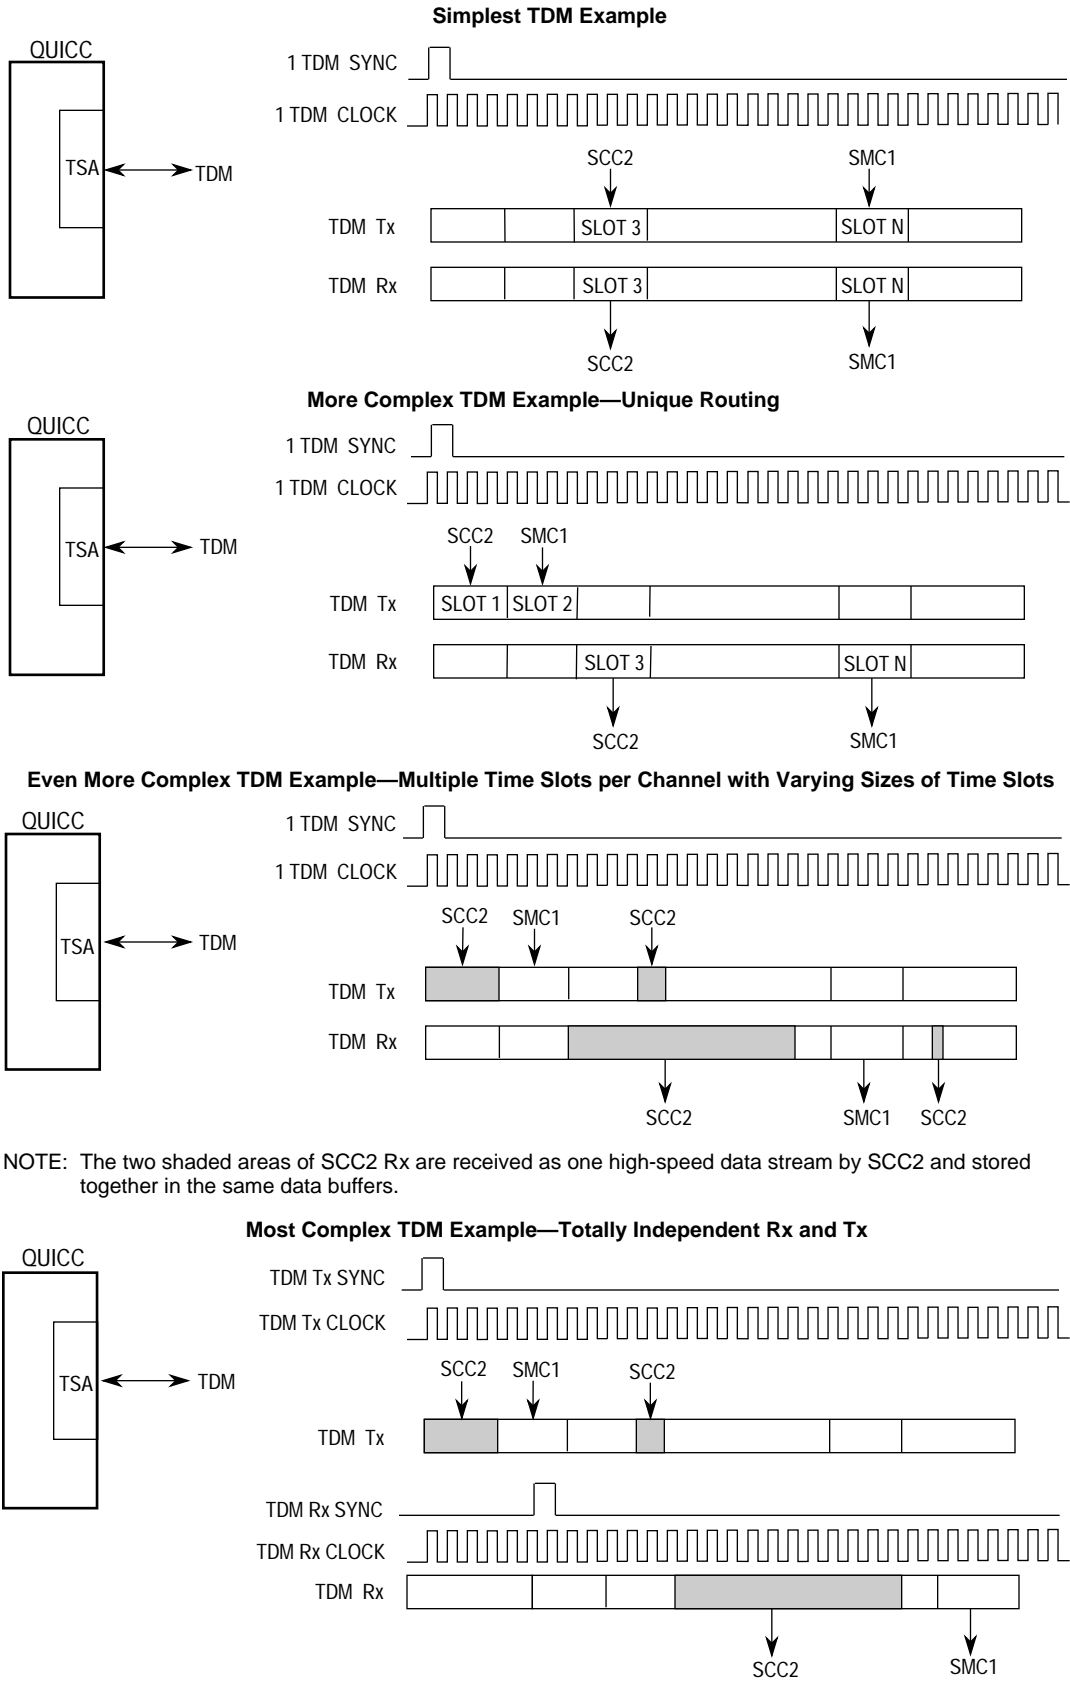 Simplest TDM Example
QUICC
1 TDM SYNC
1 TDM CLOCK
SCC2
SMC1
TSA
TDM
TDM Tx
SLOT 3
SLOT N
TDM Rx
SLOT 3
SLOT N
SCC2
SMC1
More Complex TDM Example—Unique Routing
QUICC
1 TDM SYNC
1 TDM CLOCK
SCC2
SMC1
TSA
TDM
TDM Tx
SLOT 1
SLOT 2
TDM Rx
SLOT 3
SLOT N
SCC2
SMC1
Even More Complex TDM Example—Multiple Time Slots per Channel with Varying Sizes of Time Slots
QUICC
1 TDM SYNC
1 TDM CLOCK
SCC2
SMC1
SCC2
TSA
TDM
TDM Tx
TDM Rx
SCC2
SMC1
SCC2
NOTE: The two shaded areas of SCC2 Rx are received as one high-speed data stream by SCC2 and stored
together in the same data buffers.
Most Complex TDM Example—Totally Independent Rx and Tx
QUICC
TDM Tx SYNC
TDM Tx CLOCK
SCC2
SMC1
SCC2
TSA
TDM
TDM Tx
TDM Rx SYNC
TDM Rx CLOCK
TDM Rx
SCC2
SMC1